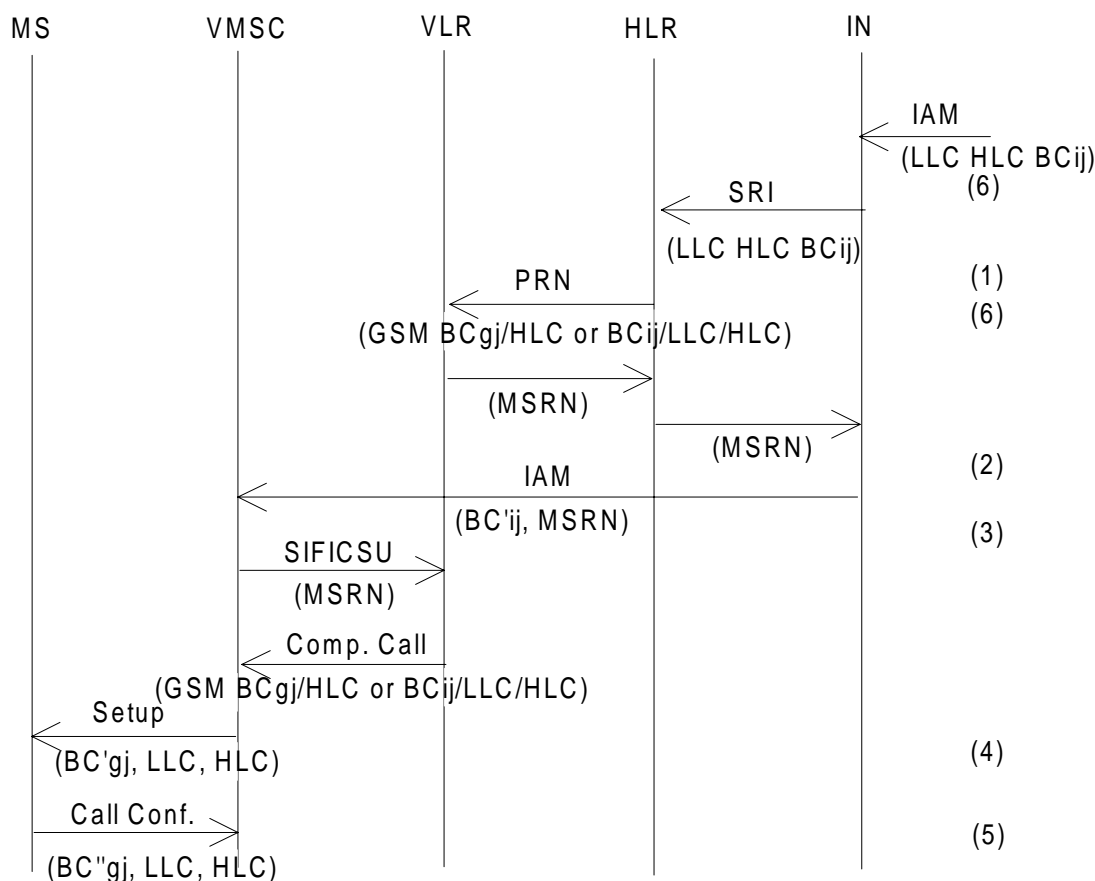 MS VMSC VLR HLR IN
IAM
(LLC HLC BCij)
(6)
SRI
(LLC HLC BCij)
(1)
PRN
(6)
(GSM BCgj/HLC or BCij/LLC/HLC)
(MSRN)
(MSRN)
(2)
IAM
(BC'ij, MSRN)
(3)
SIFICSU
(MSRN)
Comp. Call
(GSM BCgj/HLC or BCij/LLC/HLC)
Setup
(BC'gj, LLC, HLC)
(4)
Call Conf.
(5)
(BC"gj, LLC, HLC)